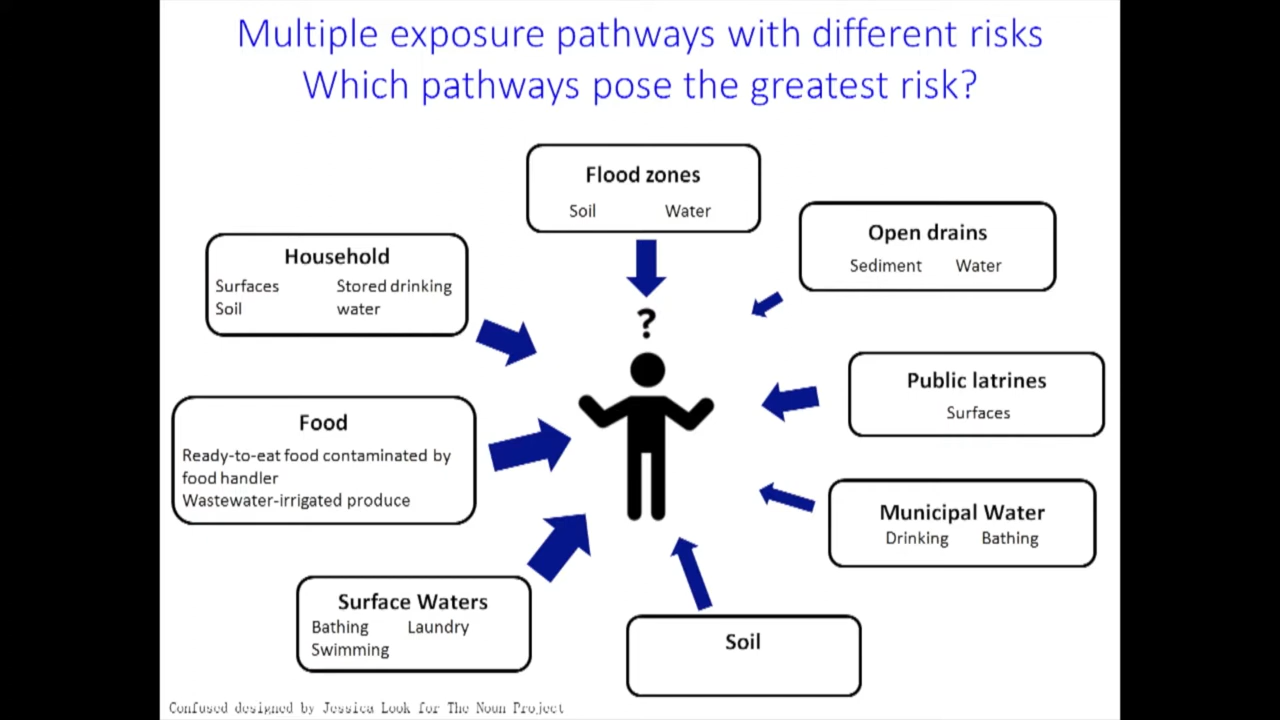 Multiple exposure pathways with different risks
Which pathways pose the greatest risk?
Flood zones
Soil Water
Open drains
Sediment Water
Household
Surfaces Stored drinking
Soil water
?
Public latrines
Surfaces
Food
Ready-to-eat food contaminated by
food handler
Wastewater-irrigated produce
Municipal Water
Drinking Bathing
Surface Waters
Bathing Laundry
Swimming
Soil
Confused designed by Jessica Look for The Noun Project